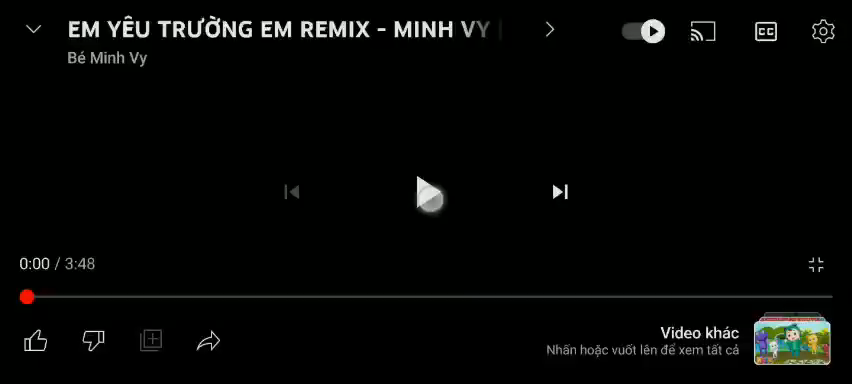 EM YÊU TRƯỜNG EM REMIX - MINH VY
Bé Minh Vy
CC
0:00 / 3:48
Video khác
Nhấn hoặc vuốt lên để xem tất cả